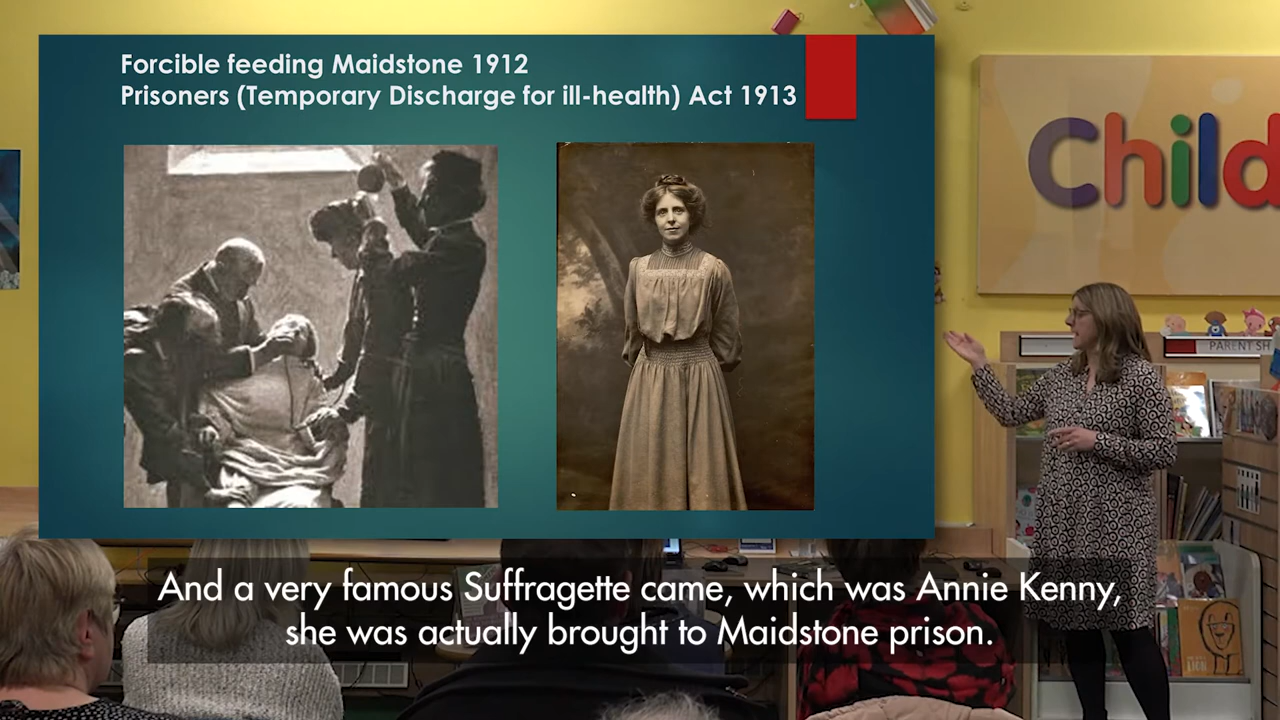 Forcible feeding Maidstone 1912
Prisoners (Temporary Discharge for ill-health) Act 1913
Child
PARENT SH
And a very famous Suffragette came, which was Annie Kenny,
she was actually brought to Maidstone prison.